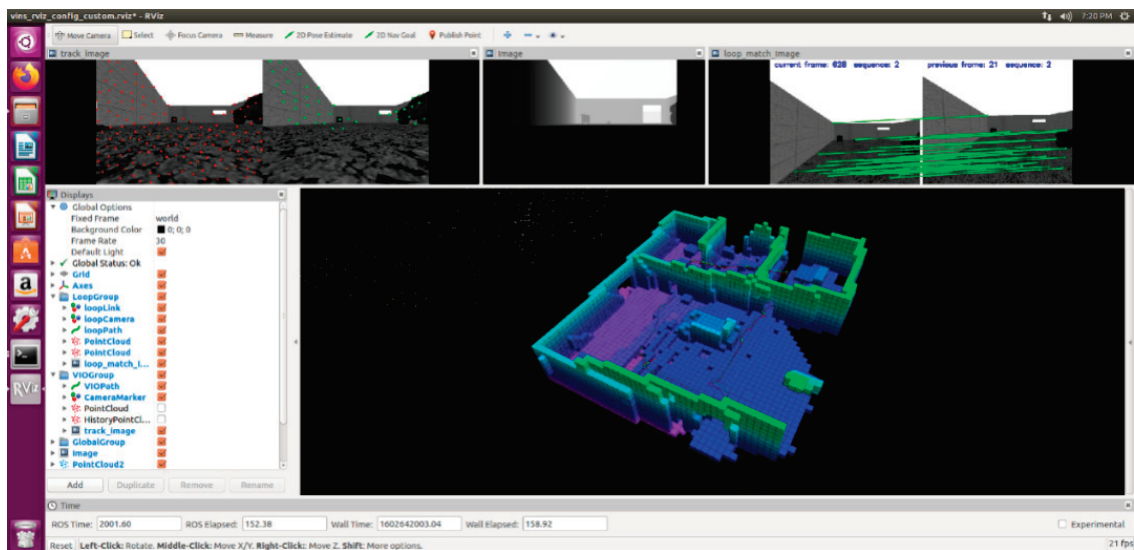 vins_rviz_config_custom.rviz* - RViz
7:20 PM
Move Camera Select Focus Camera Measure 2D Pose Estimate 2D Nav Goal Publish Point
track_image
Image
loop_match_image
current frame: 628 sequence: 2 previous frame: 21 sequence: 2
Displays
Global Options
Fixed Frame world
Background Color 0; 0; 0
Frame Rate 30
Default Light
Global Status: Ok
Grid
Axes
LoopGroup
loopLink
loopCamera
loopPath
PointCloud
PointCloud
loop_match_i...
VIOGroup
VIOPath
CameraMarker
PointCloud
HistoryPointCl...
track_image
GlobalGroup
Image
PointCloud2
Add Duplicate Remove Rename
Time
ROS Time: 2001.60 ROS Elapsed: 152.38 Wall Time: 1602642003.04 Wall Elapsed: 158.92 Experimental
Reset Left-Click: Rotate. Middle-Click: Move X/Y. Right-Click: Move Z. Shift: More options. 21 fps
RViz